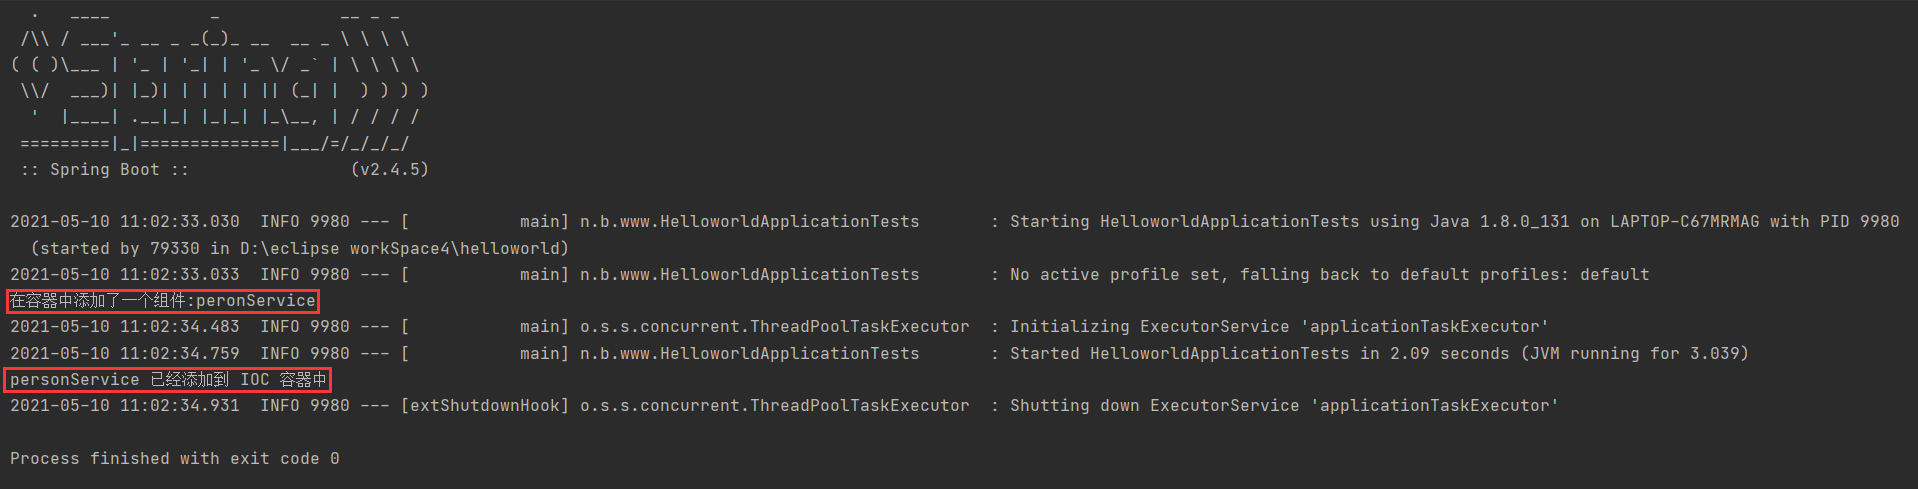 .   ____          _            __ _ _
 /\\ / ___'_ __ _ _(_)_ __  __ _ \ \ \ \
( ( )\___ | '_ | '_| | '_ \/ _` | \ \ \ \
 \\/  ___)| |_)| | | | | || (_| |  ) ) ) )
  '  |____| .__|_| |_|_| |_\__, | / / / /
 =========|_|==============|___/=/_/_/_/
 :: Spring Boot ::                (v2.4.5)
2021-05-10 11:02:33.030  INFO 9980 --- [           main] n.b.www.HelloworldApplicationTests       : Starting HelloworldApplicationTests using Java 1.8.0_131 on LAPTOP-C67MRMAG with PID 9980
  (started by 79330 in D:\eclipse workSpace4\helloworld)
2021-05-10 11:02:33.033  INFO 9980 --- [           main] n.b.www.HelloworldApplicationTests       : No active profile set, falling back to default profiles: default
在容器中添加了一个组件:peronService
2021-05-10 11:02:34.483  INFO 9980 --- [           main] o.s.s.concurrent.ThreadPoolTaskExecutor  : Initializing ExecutorService 'applicationTaskExecutor'
2021-05-10 11:02:34.759  INFO 9980 --- [           main] n.b.www.HelloworldApplicationTests       : Started HelloworldApplicationTests in 2.09 seconds (JVM running for 3.039)
personService 已经添加到 IOC 容器中
2021-05-10 11:02:34.931  INFO 9980 --- [extShutdownHook] o.s.s.concurrent.ThreadPoolTaskExecutor  : Shutting down ExecutorService 'applicationTaskExecutor'
Process finished with exit code 0